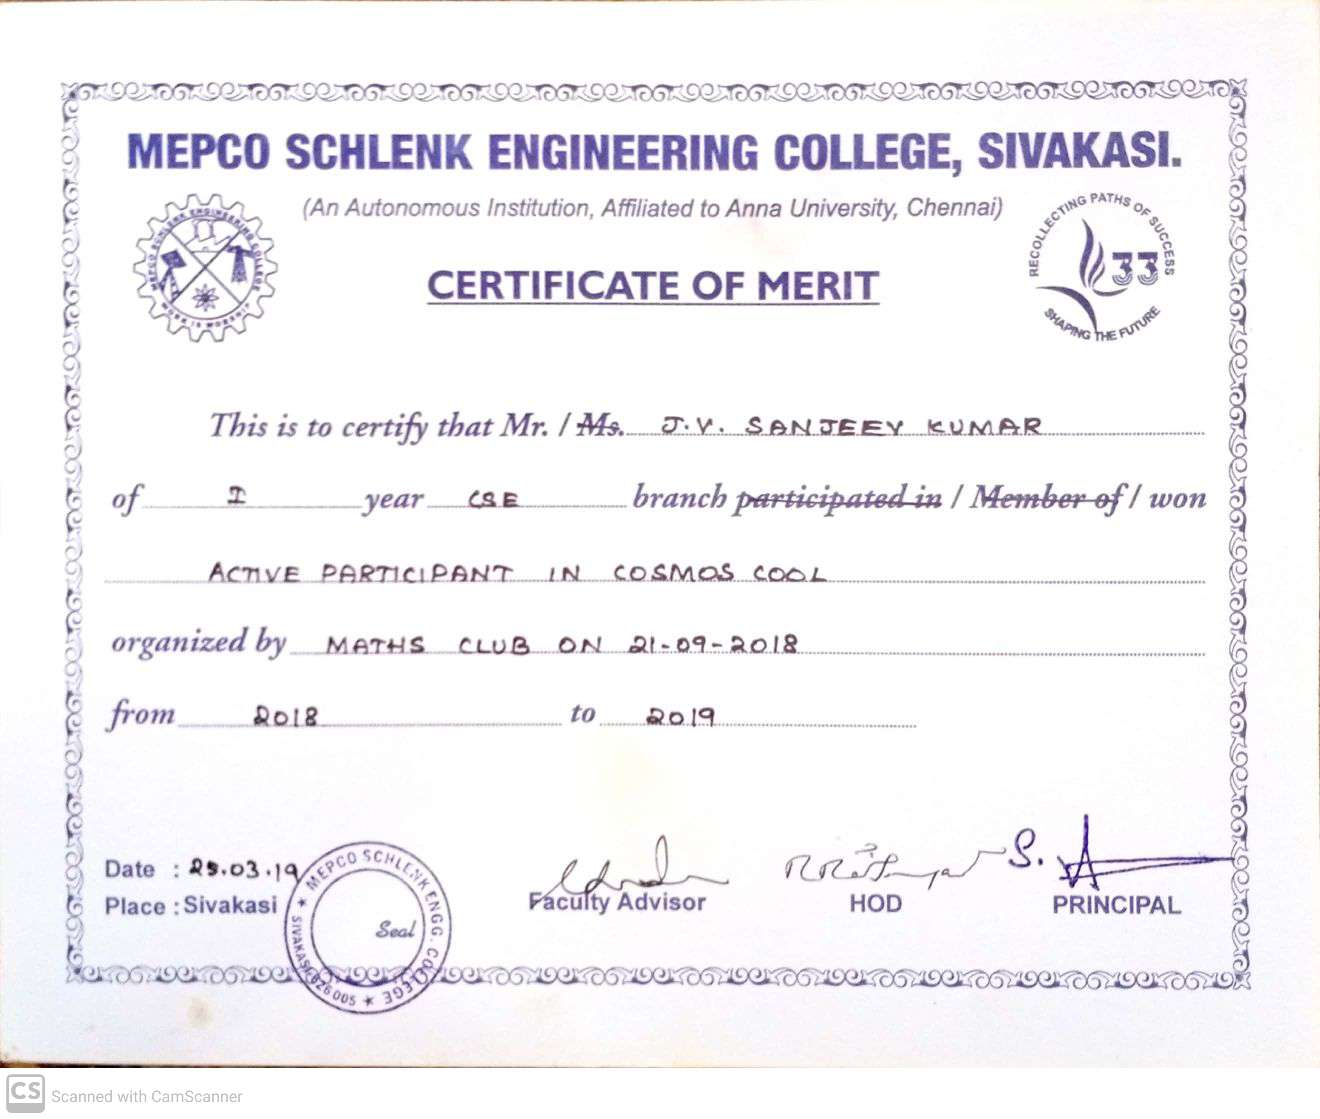 MEPCO SCHLENK ENGINEERING COLLEGE, SIVAKASI.
(An Autonomous Institution, Affiliated to Anna University, Chennai)
MEPCO SCHLENK ENGINEERING COLLEGE
WORK IS WORSHIP
RECOLLECTING PATHS OF SUCCESS
33
SHAPING THE FUTURE
CERTIFICATE OF MERIT
This is to certify that Mr. / Ms. J.V. SANJEEV KUMAR
of I year CSE branch participated in / Member of / won
ACTIVE PARTICIPANT IN COSMOS COOL
organized by MATHS CLUB ON 21-09-2018
from 2018 to 2019
Date : .03.19
Place : Sivakasi
MEPCO SCHLENK ENGG. COLLEGE
★ SIVAKASI-626 005 ★
Seal
Faculty Advisor
HOD
S.
PRINCIPAL
CS Scanned with CamScanner